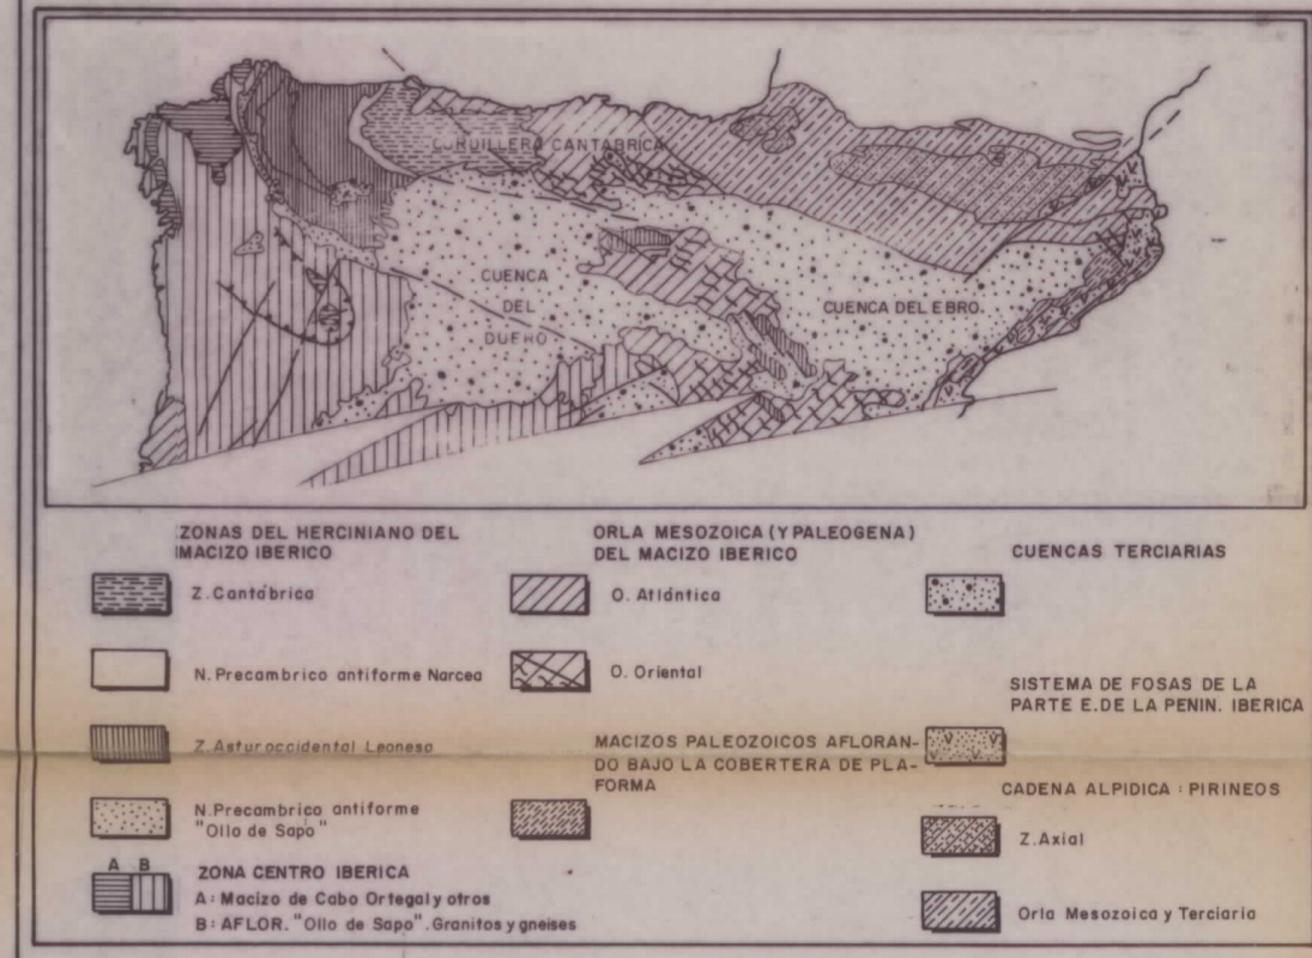 CORDILLERA CANTABRICA
CUENCA
DEL
DUERO
CUENCA DEL EBRO.
ZONAS DEL HERCINIANO DEL
MACIZO IBERICO
Z. Cantábrica
N. Precambrico antiforme Narcea
Z. Asturoccidental Leonesa
N. Precambrico antiforme
"Ollo de Sapo"
A B
ZONA CENTRO IBERICA
A: Macizo de Cabo Ortegal y otros
B: AFLOR. "Ollo de Sapo". Granitos y gneises
ORLA MESOZOICA (Y PALEOGENA)
DEL MACIZO IBERICO
O. Atlántica
O. Oriental
MACIZOS PALEOZOICOS AFLORAN-
DO BAJO LA COBERTERA DE PLA-
FORMA
CUENCAS TERCIARIAS
SISTEMA DE FOSAS DE LA
PARTE E. DE LA PENIN. IBERICA
CADENA ALPIDICA : PIRINEOS
Z. Axial
Orla Mesozoica y Terciaria